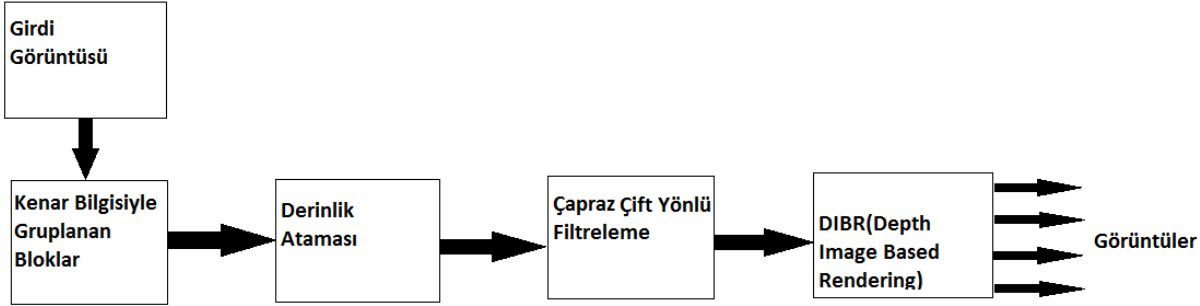 Girdi
Görüntüsü
Kenar Bilgisiyle
Gruplanan
Bloklar
Derinlik
Ataması
Çapraz Çift Yönlü
Filtreleme
DIBR(Depth
Image Based
Rendering)
Görüntüler